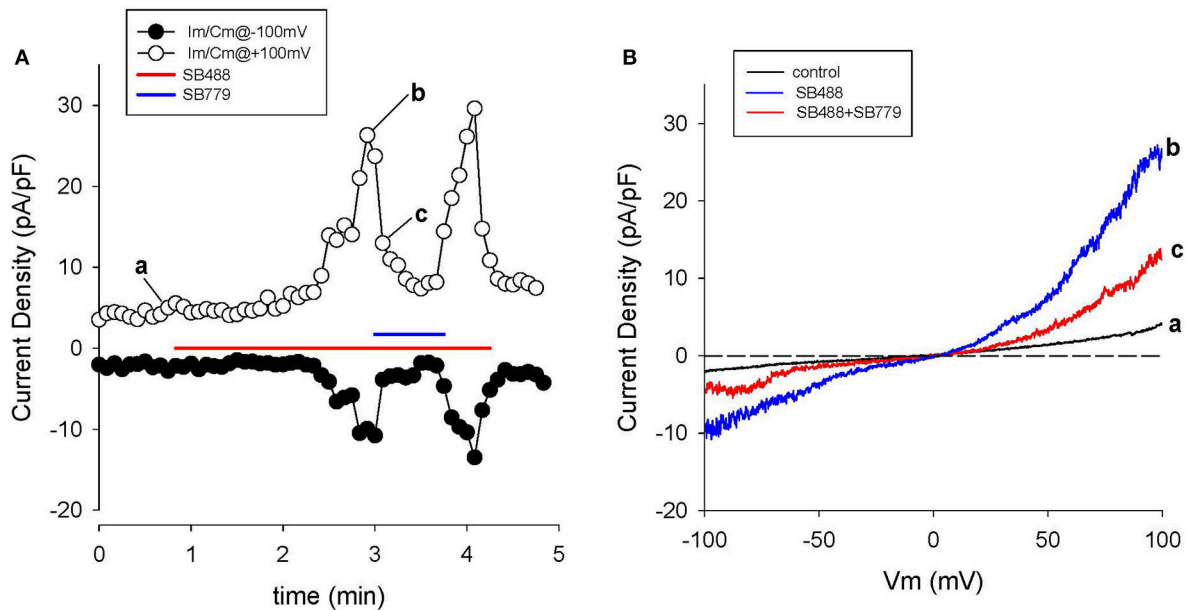 A
Im/Cm@-100mV
Im/Cm@+100mV
SB488
SB779
Current Density (pA/pF)
30
20
10
0
-10
-20
a
b
c
0
1
2
3
4
5
time (min)
B
control
SB488
SB488+SB779
Current Density (pA/pF)
30
20
10
0
-10
-20
b
c
a
-100
-50
0
50
100
Vm (mV)